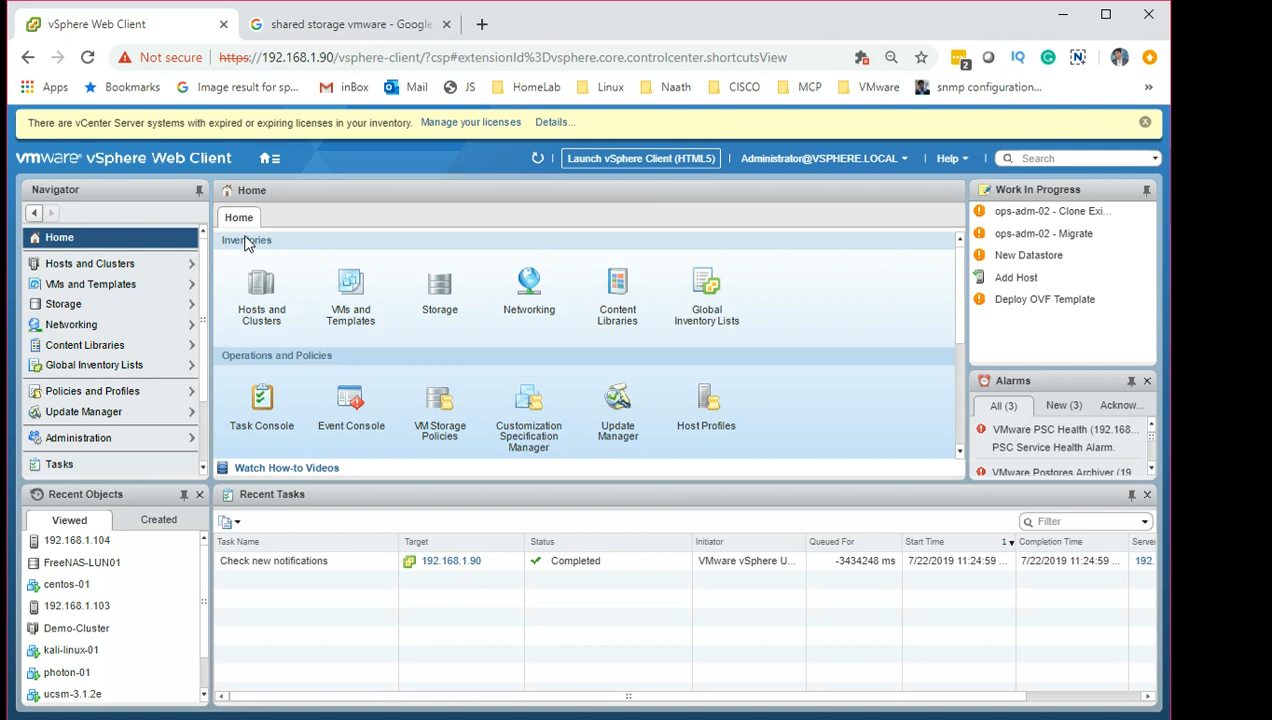 vSphere Web Client
shared storage vmware - Google
Not secure https://192.168.1.90/vsphere-client/?csp#extensionId%3Dvsphere.core.controlcenter.shortcutsView
2
IQ
Apps
Bookmarks
Image result for sp...
inBox
Mail
JS
HomeLab
Linux
Naath
CISCO
MCP
VMware
snmp configuration...
»
There are vCenter Server systems with expired or expiring licenses in your inventory. Manage your licenses Details...
vmware® vSphere Web Client
Launch vSphere Client (HTML5)
Administrator@VSPHERE.LOCAL
Help
Search
Navigator
Home
Hosts and Clusters
VMs and Templates
Storage
Networking
Content Libraries
Global Inventory Lists
Policies and Profiles
Update Manager
Administration
Tasks
Home
Home
Inventories
Hosts and
Clusters
VMs and
Templates
Storage
Networking
Content
Libraries
Global
Inventory Lists
Operations and Policies
Task Console
Event Console
VM Storage
Policies
Customization
Specification
Manager
Update
Manager
Host Profiles
Watch How-to Videos
Work In Progress
ops-adm-02 - Clone Exi...
ops-adm-02 - Migrate
New Datastore
Add Host
Deploy OVF Template
Alarms
All (3)
New (3)
Acknow...
VMware PSC Health (192.168...
PSC Service Health Alarm.
VMware Postgres Archiver (19
Recent Objects
Viewed
Created
192.168.1.104
FreeNAS-LUN01
centos-01
192.168.1.103
Demo-Cluster
kali-linux-01
photon-01
ucsm-3.1.2e
Recent Tasks
Filter
Task Name
Target
Status
Initiator
Queued For
Start Time
1
Completion Time
Server
Check new notifications
192.168.1.90
Completed
VMware vSphere U...
-3434248 ms
7/22/2019 11:24:59 ...
7/22/2019 11:24:59 ...
192.